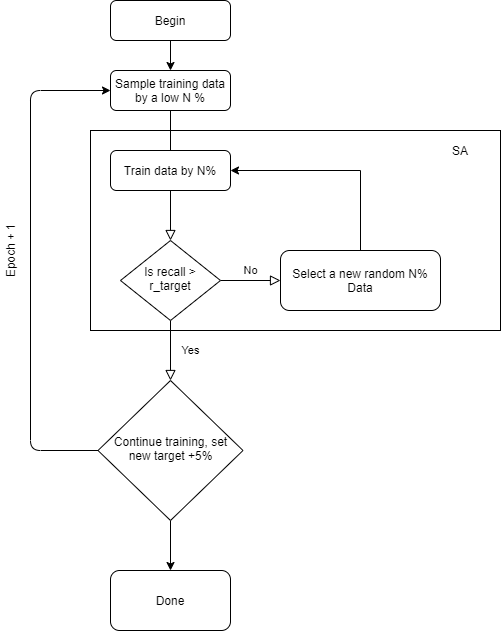 Begin
Sample training data
by a low N %
SA
Train data by N%
Epoch + 1
Is recall >
r_target
No
Select a new random N%
Data
Yes
Continue training, set
new target +5%
Done